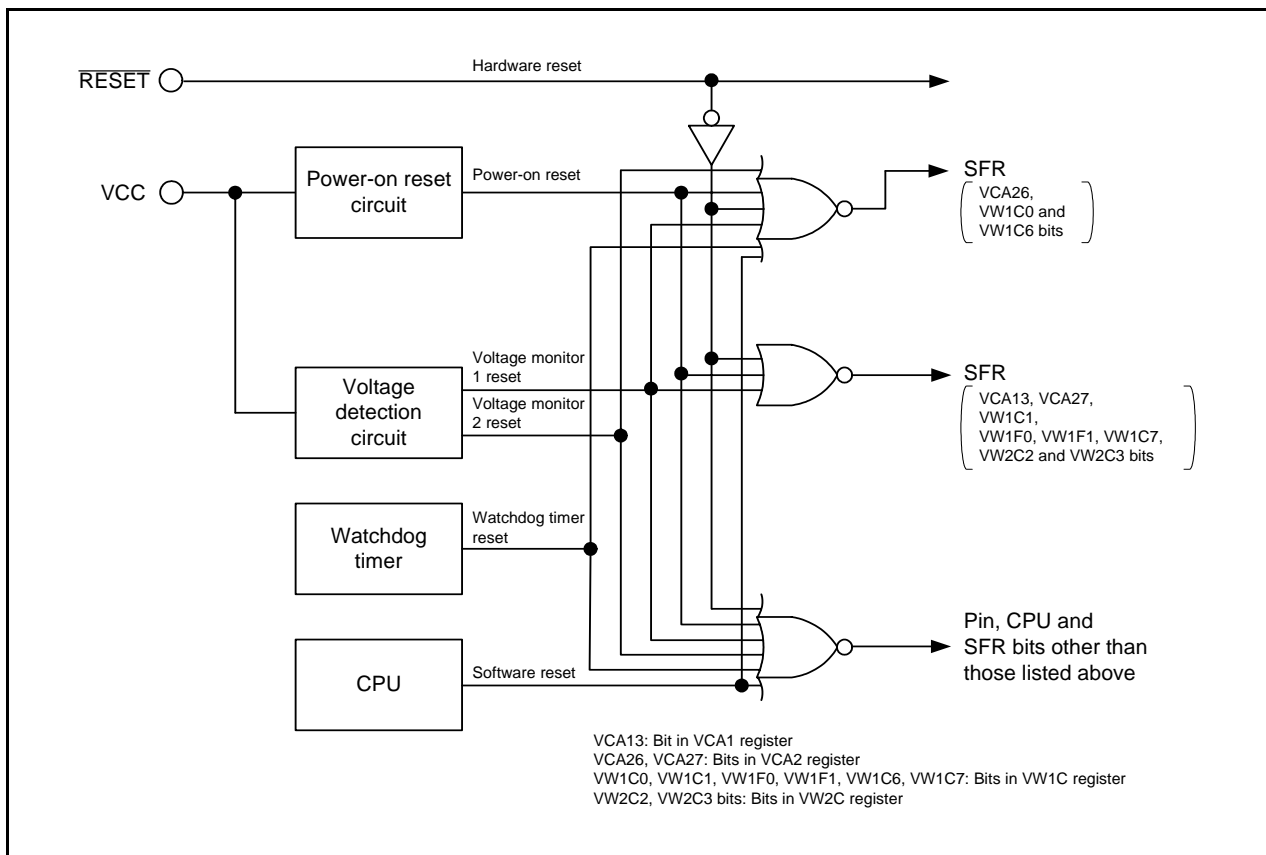 Hardware reset
RESET
VCC
Power-on reset
circuit
Power-on reset
SFR
VCA26,
VW1C0 and
VW1C6 bits
Voltage
detection
circuit
Voltage monitor
1 reset
Voltage monitor
2 reset
SFR
VCA13, VCA27,
VW1C1,
VW1F0, VW1F1, VW1C7,
VW2C2 and VW2C3 bits
Watchdog
timer
Watchdog timer
reset
CPU
Software reset
Pin, CPU and
SFR bits other than
those listed above
VCA13: Bit in VCA1 register
VCA26, VCA27: Bits in VCA2 register
VW1C0, VW1C1, VW1F0, VW1F1, VW1C6, VW1C7: Bits in VW1C register
VW2C2, VW2C3 bits: Bits in VW2C register